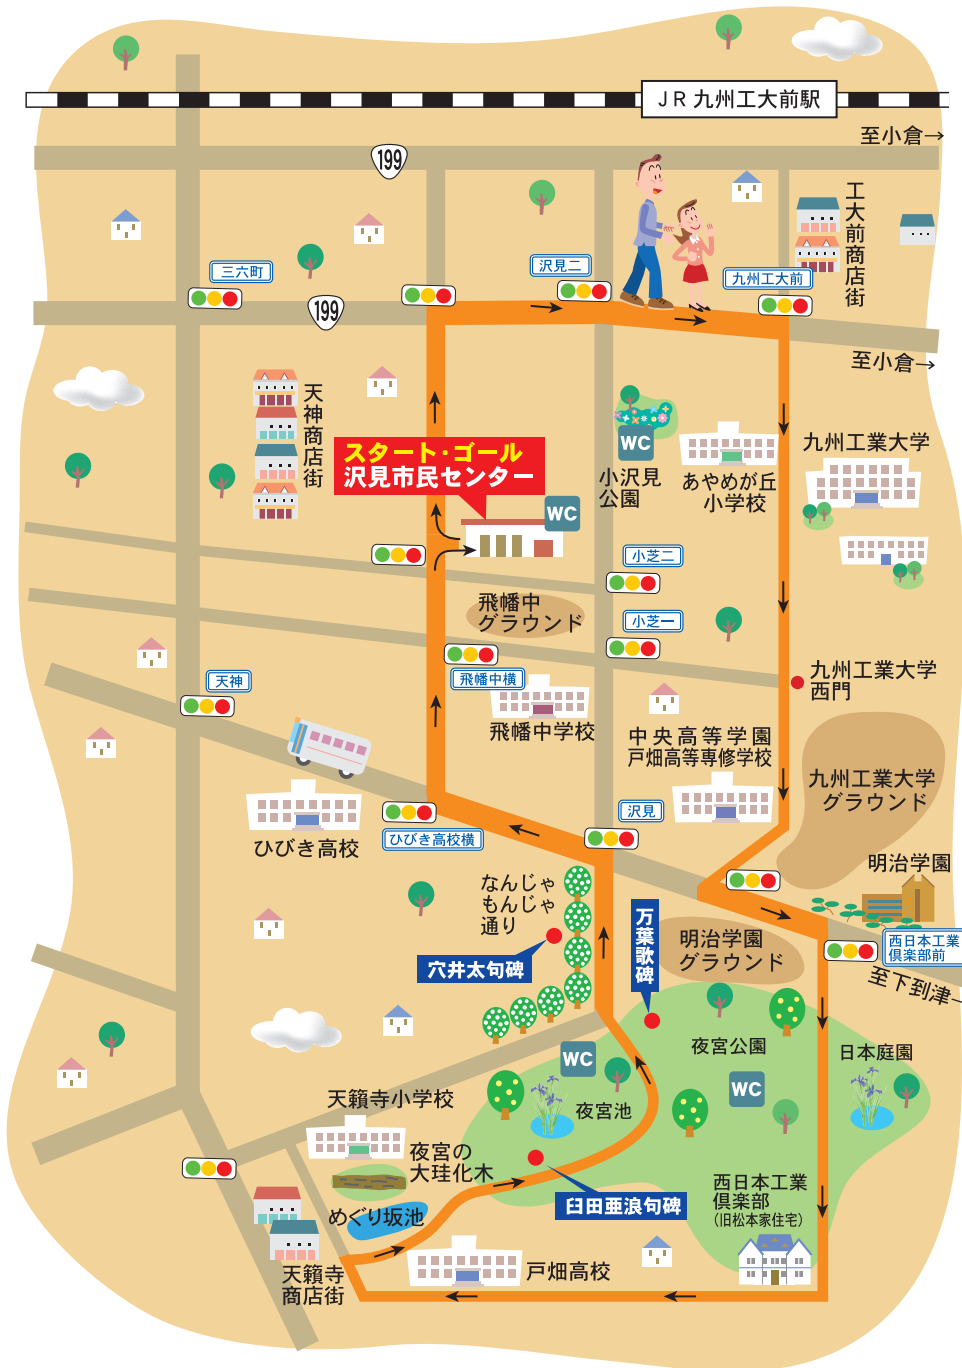 JR 九州工大前駅
至小倉→
199
工大前商店街
三六町
沢見二
九州工大前
199
至小倉→
天神商店街
スタート・ゴール
沢見市民センター
WC
WC
小沢見
公園
あやめが丘
小学校
九州工業大学
小芝二
飛幡中
グラウンド
小芝一
天神
飛幡中横
九州工業大学
西門
飛幡中学校
中央高等学園
戸畑高等専修学校
九州工業大学
グラウンド
沢見
ひびき高校
ひびき高校横
明治学園
なんじゃ
もんじゃ
通り
万葉歌碑
明治学園
グラウンド
西日本工業
倶楽部前
穴井太句碑
至下到津→
夜宮公園
日本庭園
WC
WC
夜宮池
天籟寺小学校
夜宮の
大珪化木
臼田亜浪句碑
西日本工業
倶楽部
(旧松本家住宅)
めぐり坂池
天籟寺
商店街
戸畑高校